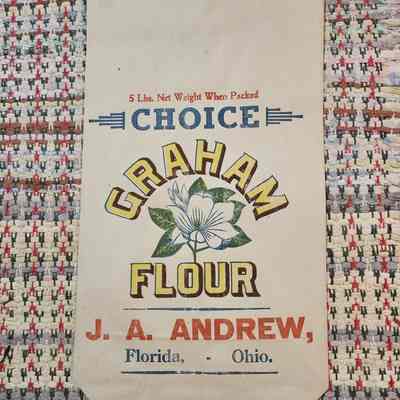 5 Lbs. Net Weight When Packed
CHOICE
GRAHAM
FLOUR
J. A. ANDREW,
Florida, - Ohio.